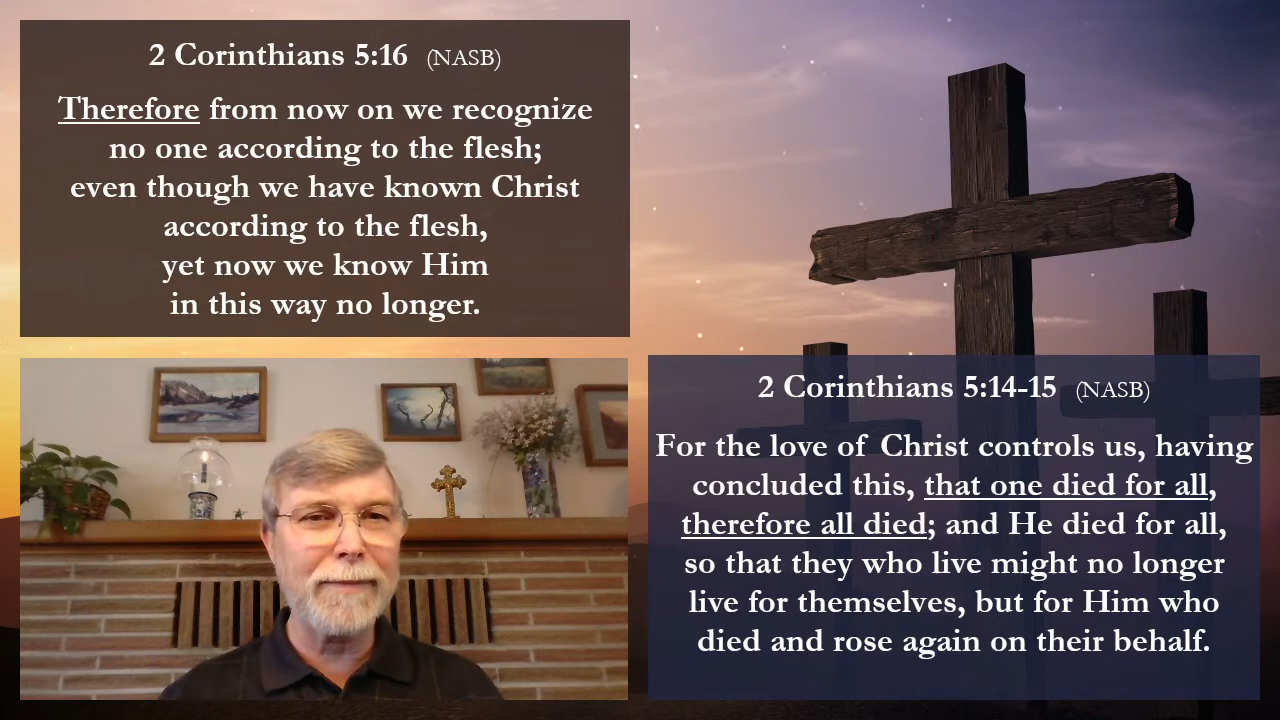 2 Corinthians 5:16 (NASB)
Therefore from now on we recognize
no one according to the flesh;
even though we have known Christ
according to the flesh,
yet now we know Him
in this way no longer.
2 Corinthians 5:14-15 (NASB)
For the love of Christ controls us, having
concluded this, that one died for all,
therefore all died; and He died for all,
so that they who live might no longer
live for themselves, but for Him who
died and rose again on their behalf.